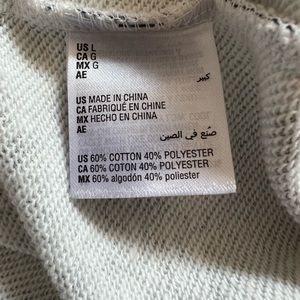 US L
CA G
MX G
AE كبير
US MADE IN CHINA
CA FABRIQUÉ EN CHINE
MX HECHO EN CHINA
AE صنع في الصين
US 60% COTTON 40% POLYESTER
CA 60% COTON 40% POLYESTER
MX 60% algodón 40% poliester